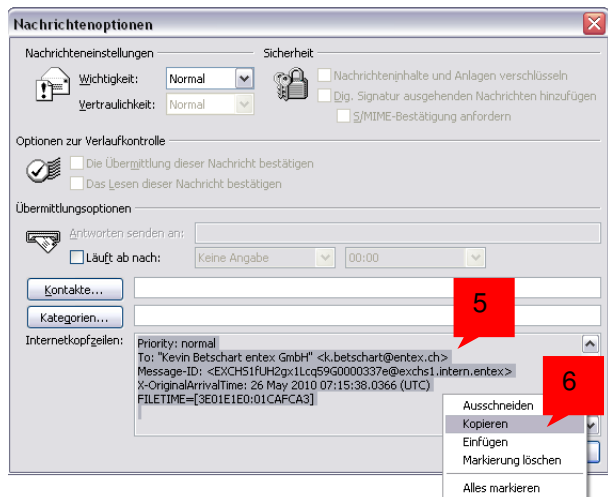 Nachrichtenoptionen
Nachrichteneinstellungen
Sicherheit
Wichtigkeit:
Normal
Nachrichteninhalte und Anlagen verschlüsseln
Vertraulichkeit:
Normal
Dig. Signatur ausgehenden Nachrichten hinzufügen
S/MIME-Bestätigung anfordern
Optionen zur Verlaufkontrolle
Die Übermittlung dieser Nachricht bestätigen
Das Lesen dieser Nachricht bestätigen
Übermittlungsoptionen
Antworten senden an:
Läuft ab nach:
Keine Angabe
00:00
Kontakte...
5
Kategorien...
Internetkopfzeilen:
Priority: normal
To: "Kevin Betschart entex GmbH" <k.betschart@entex.ch>
Message-ID: <EXCHS1fUH2gx1Lcq59G0000337e@exchs1.intern.entex>
X-OriginalArrivalTime: 26 May 2010 07:15:38.0366 (UTC)
FILETIME=[3E01E1E0:01CAFCA3]
6
Ausschneiden
Kopieren
Einfügen
Markierung löschen
Alles markieren